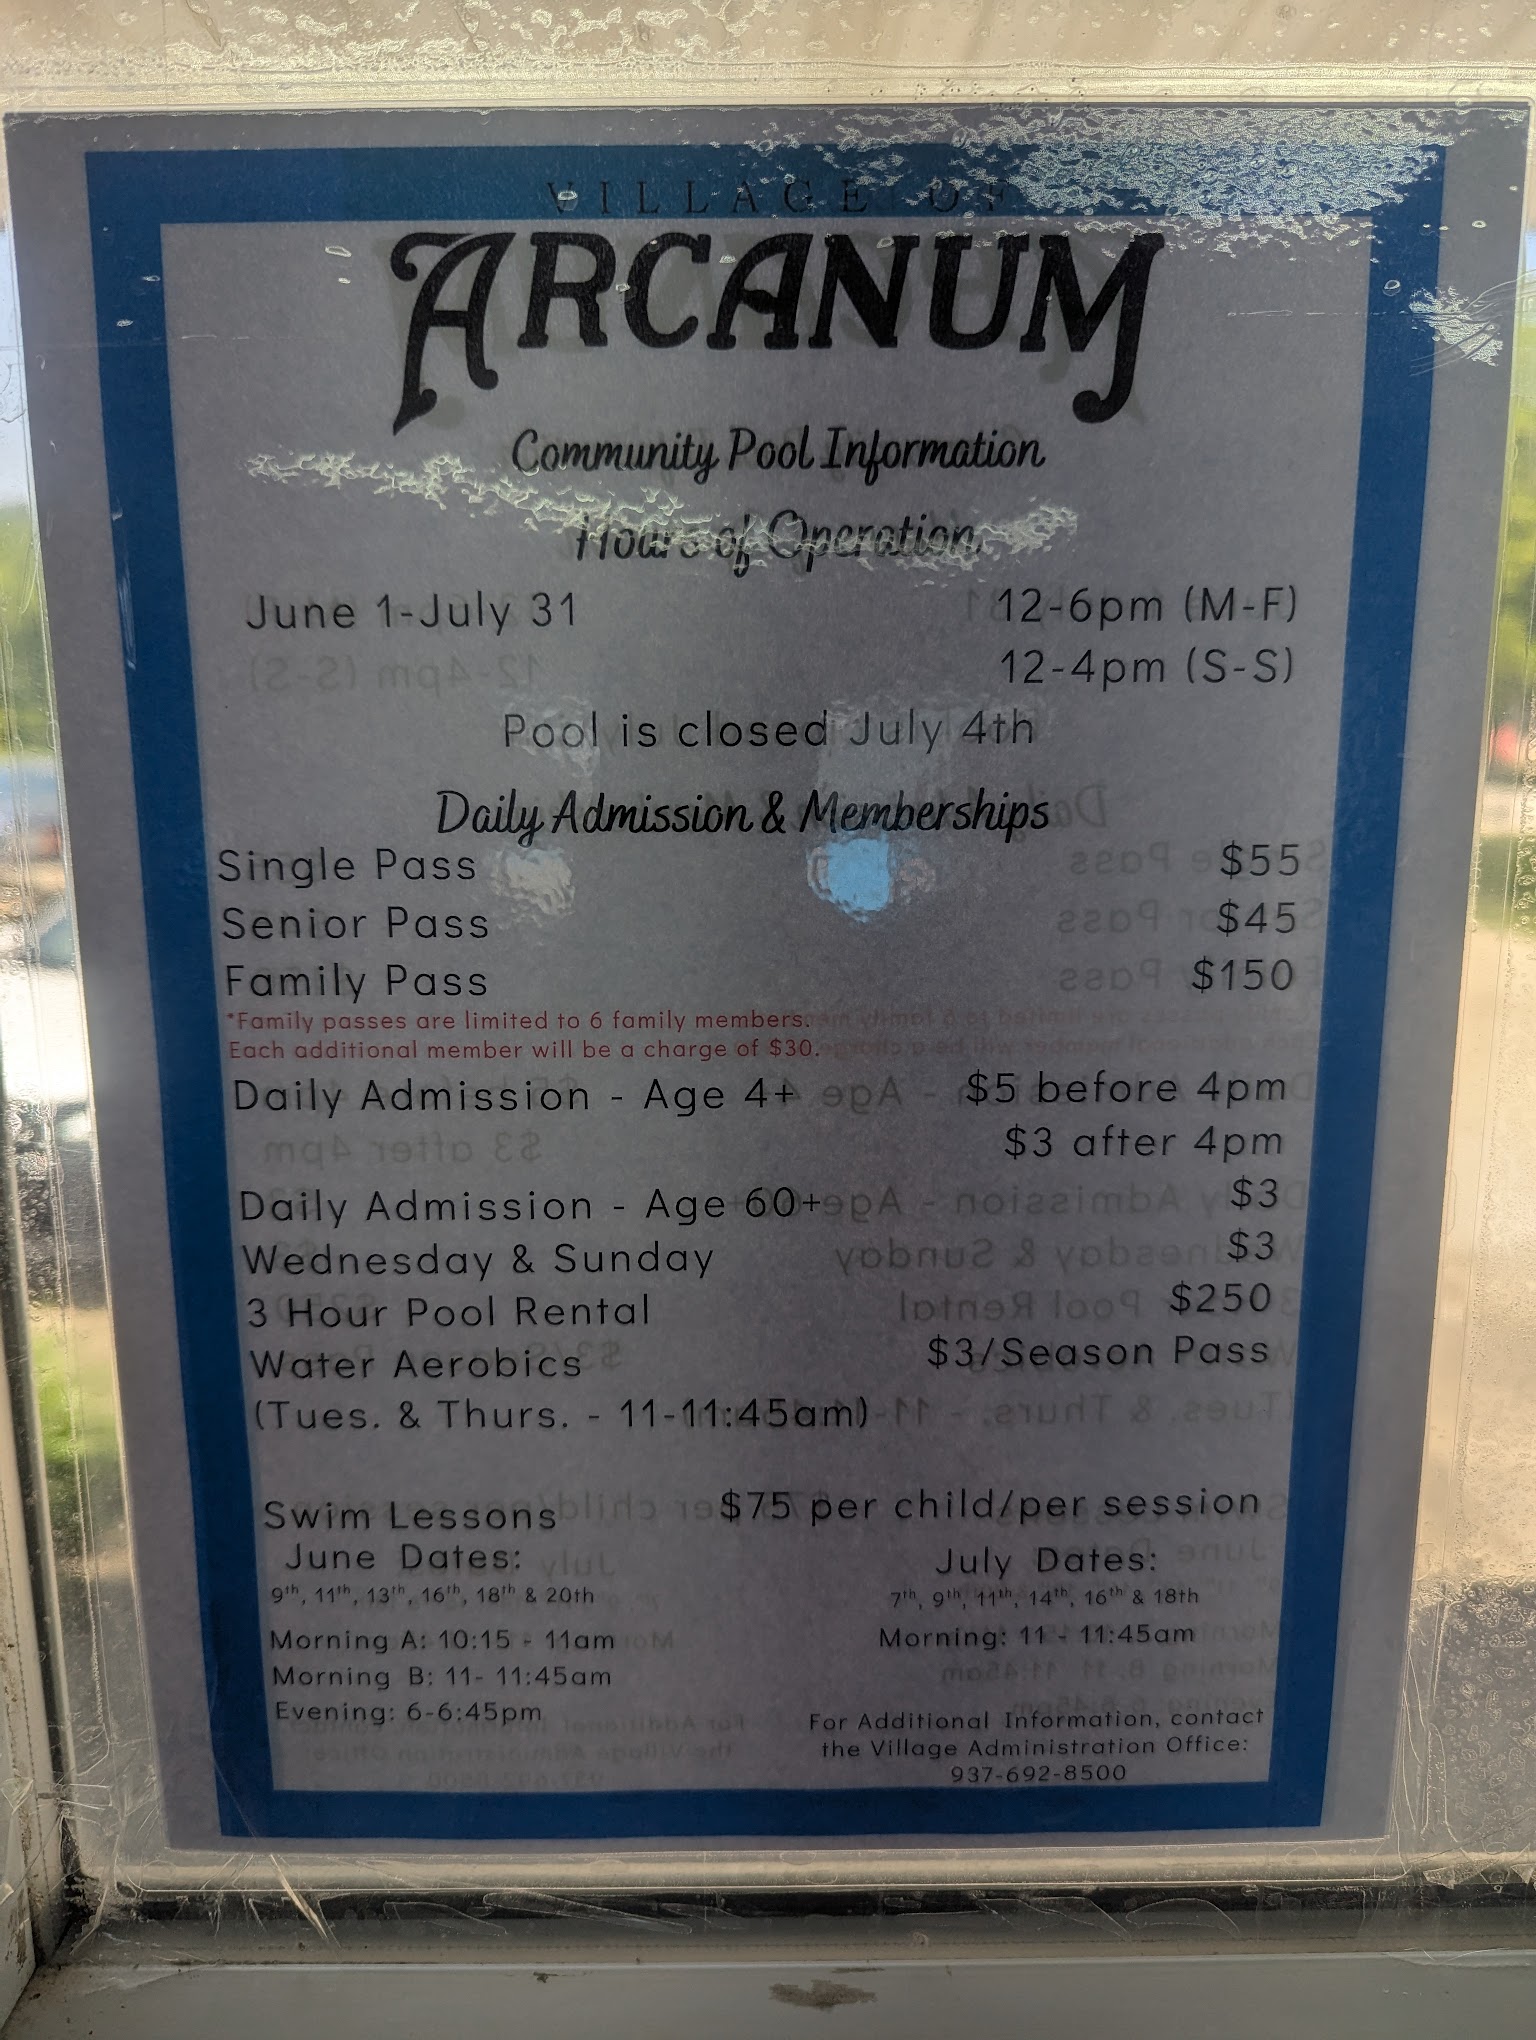 VILLAGE OF
ARCANUM
Community Pool Information
Hours of Operation
June 1-July 31 12-6pm (M-F)
12-4pm (S-S)
Pool is closed July 4th
Daily Admission & Memberships
Single Pass $55
Senior Pass $45
Family Pass $150
*Family passes are limited to 6 family members.
Each additional member will be a charge of $30.
Daily Admission - Age 4+ $5 before 4pm
$3 after 4pm
Daily Admission - Age 60+ $3
Wednesday & Sunday $3
3 Hour Pool Rental $250
Water Aerobics $3/Season Pass
(Tues. & Thurs. - 11-11:45am)
Swim Lessons $75 per child/per session
June Dates:
9th, 11th, 13th, 16th, 18th & 20th
Morning A: 10:15 - 11am
Morning B: 11- 11:45am
Evening: 6-6:45pm
July Dates:
7th, 9th, 11th, 14th, 16th & 18th
Morning: 11 - 11:45am
For Additional Information, contact
the Village Administration Office:
937-692-8500